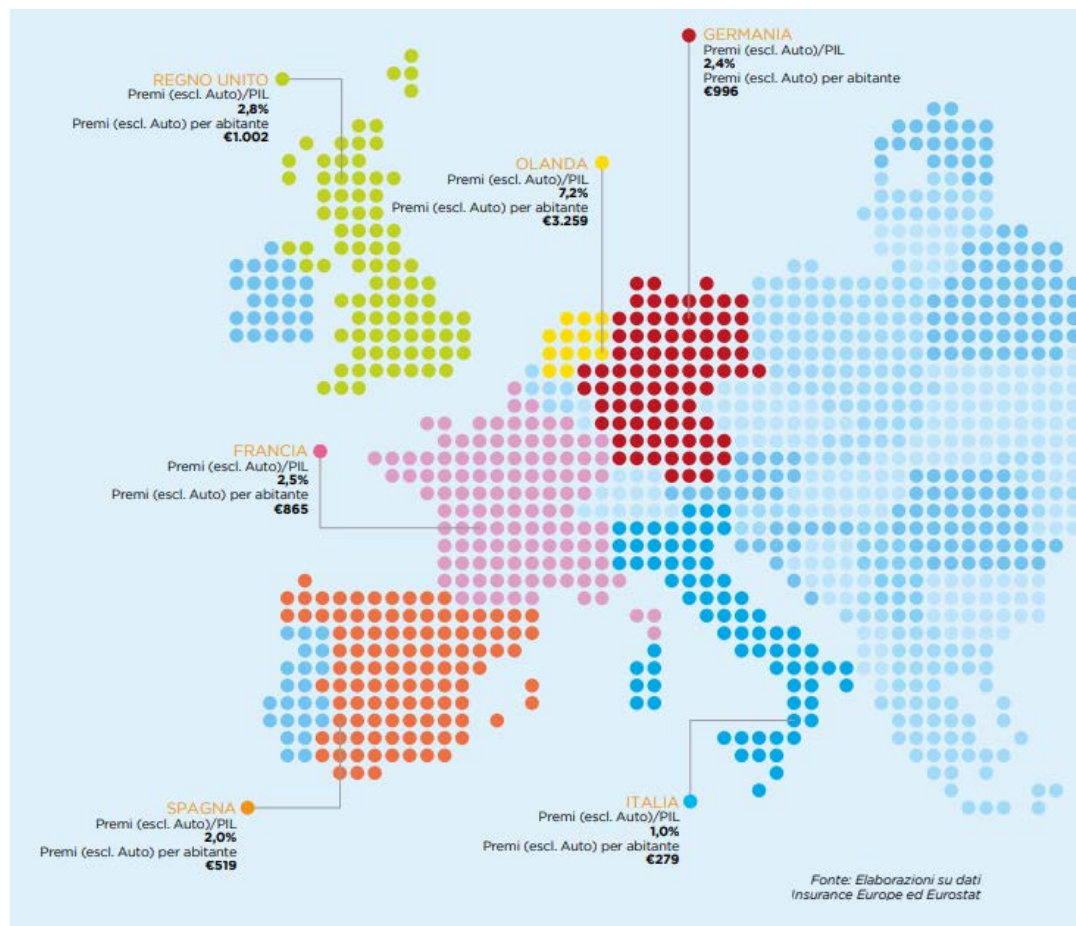 GERMANIA
Premi (escl. Auto)/PIL
2,4%
Premi (escl. Auto) per abitante
€996
REGNO UNITO
Premi (escl. Auto)/PIL
2,8%
Premi (escl. Auto) per abitante
€1.002
OLANDA
Premi (escl. Auto)/PIL
7,2%
Premi (escl. Auto) per abitante
€3.259
FRANCIA
Premi (escl. Auto)/PIL
2,5%
Premi (escl. Auto) per abitante
€865
SPAGNA
Premi (escl. Auto)/PIL
2,0%
Premi (escl. Auto) per abitante
€519
ITALIA
Premi (escl. Auto)/PIL
1,0%
Premi (escl. Auto) per abitante
€279
Fonte: Elaborazioni su dati
Insurance Europe ed Eurostat